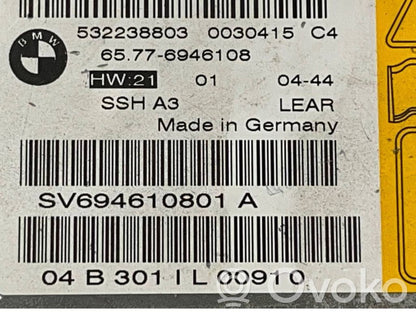 532238803 0030415 C4
BMW
65.77-6946108
HW:21 01 04-44
SSH A3 LEAR
Made in Germany
SV694610801 A
04 B 301 I L 00910
Ovoko